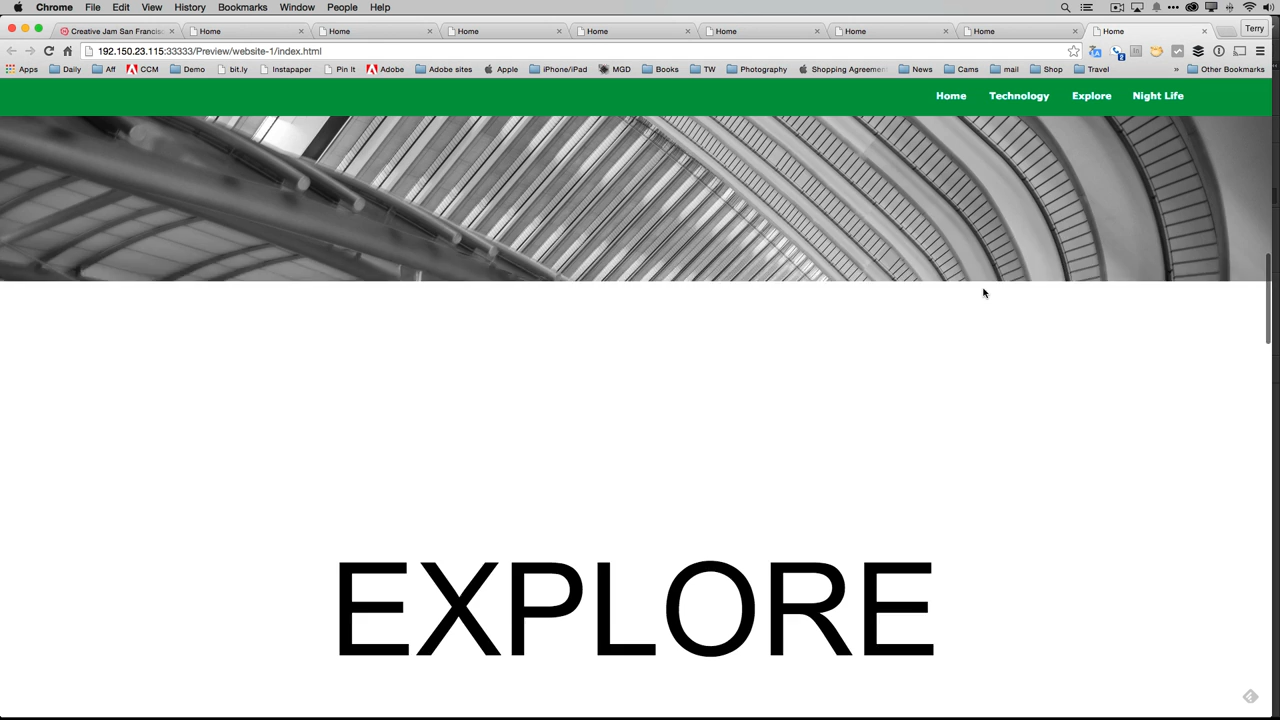 Chrome File Edit View History Bookmarks Window People Help
Creative Jam San Francis Home Home Home Home Home Home Home Home Terry
192.150.23.115:33333/Preview/website-1/index.html
Apps Daily Aff CCM Demo bit.ly Instapaper Pin It Adobe Adobe sites Apple iPhone/iPad MGD Books TW Photography Shopping Agreemen News Cams mail Shop Travel » Other Bookmarks
Home Technology Explore Night Life
EXPLORE